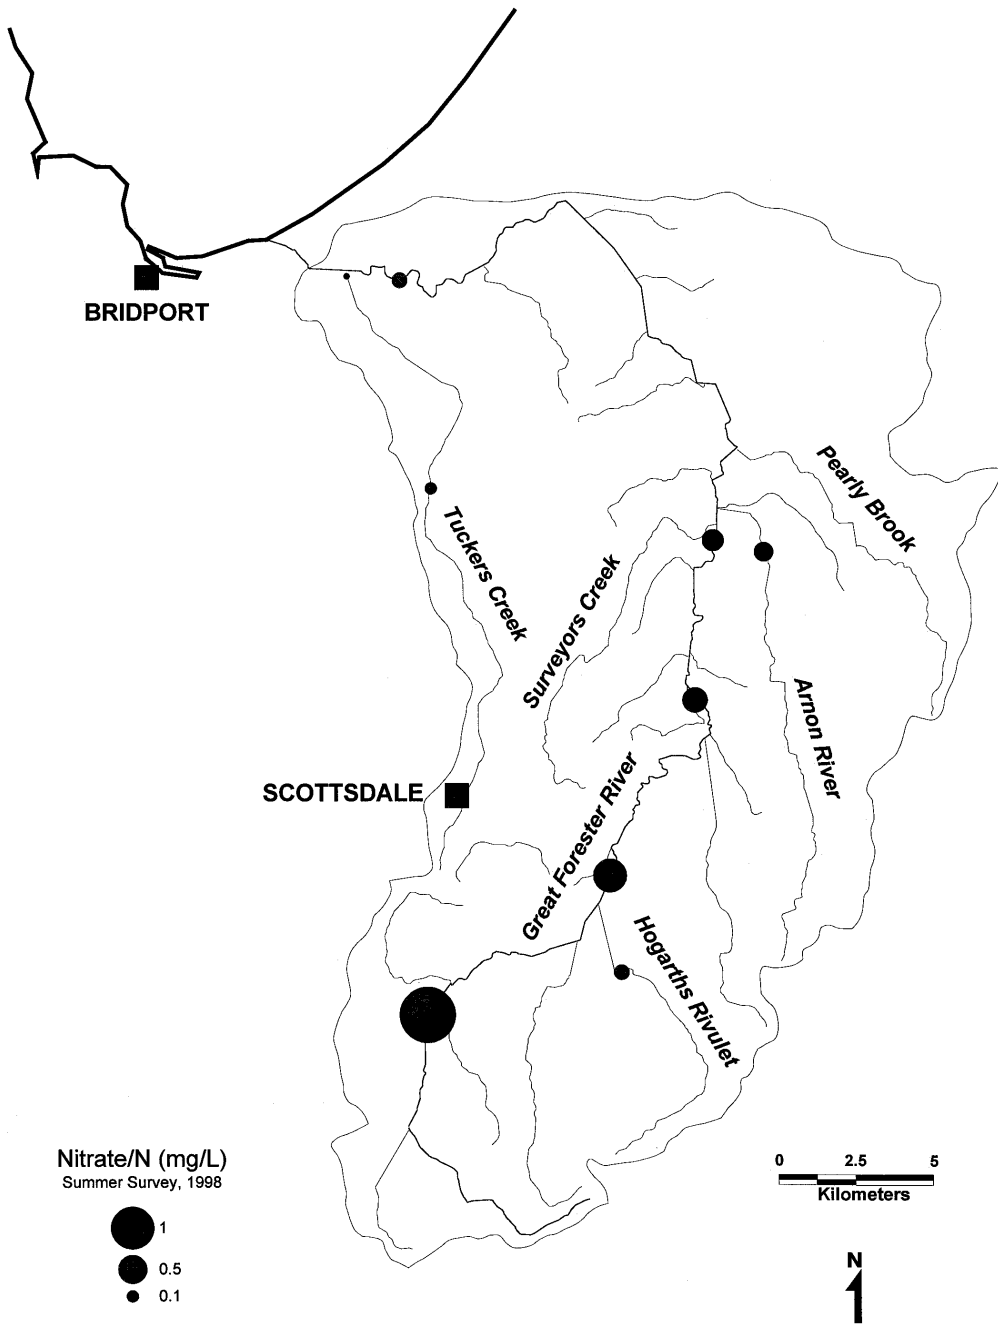 BRIDPORT
Pearly Brook
Tuckers Creek
Surveyors Creek
Arnon River
SCOTTSDALE
Great Forester River
Hogarths Rivulet
Nitrate/N (mg/L)
Summer Survey, 1998
1
0.5
0.1
0 2.5 5
Kilometers
N